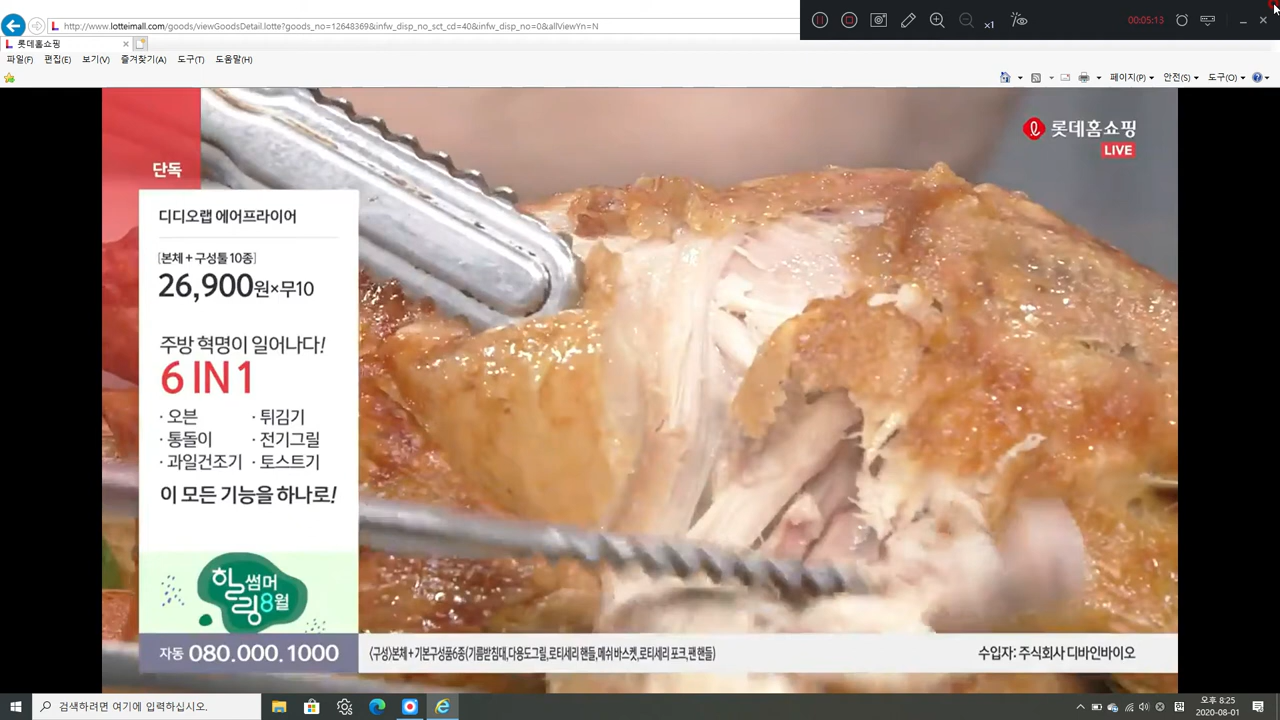 http://www.lotteimall.com/goods/viewGoodsDetail.lotte?goods_no=12648369&infw_disp_no_sct_cd=40&infw_disp_no=0&allViewYn=N
x1
00:05:13
롯데홈쇼핑
파일(F) 편집(E) 보기(V) 즐겨찾기(A) 도구(T) 도움말(H)
페이지(P) 안전(S) 도구(O)
롯데홈쇼핑
LIVE
단독
디디오랩 에어프라이어
[본체 + 구성툴 10종]
26,900원×무10
주방 혁명이 일어나다!
6 IN 1
· 오븐 · 튀김기
· 통돌이 · 전기그릴
· 과일건조기 · 토스트기
이 모든 기능을 하나로!
힐링 썸머 8월
자동 080.000.1000
(구성)본체+기본구성품6종(기름받침대,다용도그릴,로티세리 핸들,메쉬 바스켓,로티세리 포크,팬 핸들)
수입자: 주식회사 디바인바이오
검색하려면 여기에 입력하십시오.
오후 8:25
2020-08-01